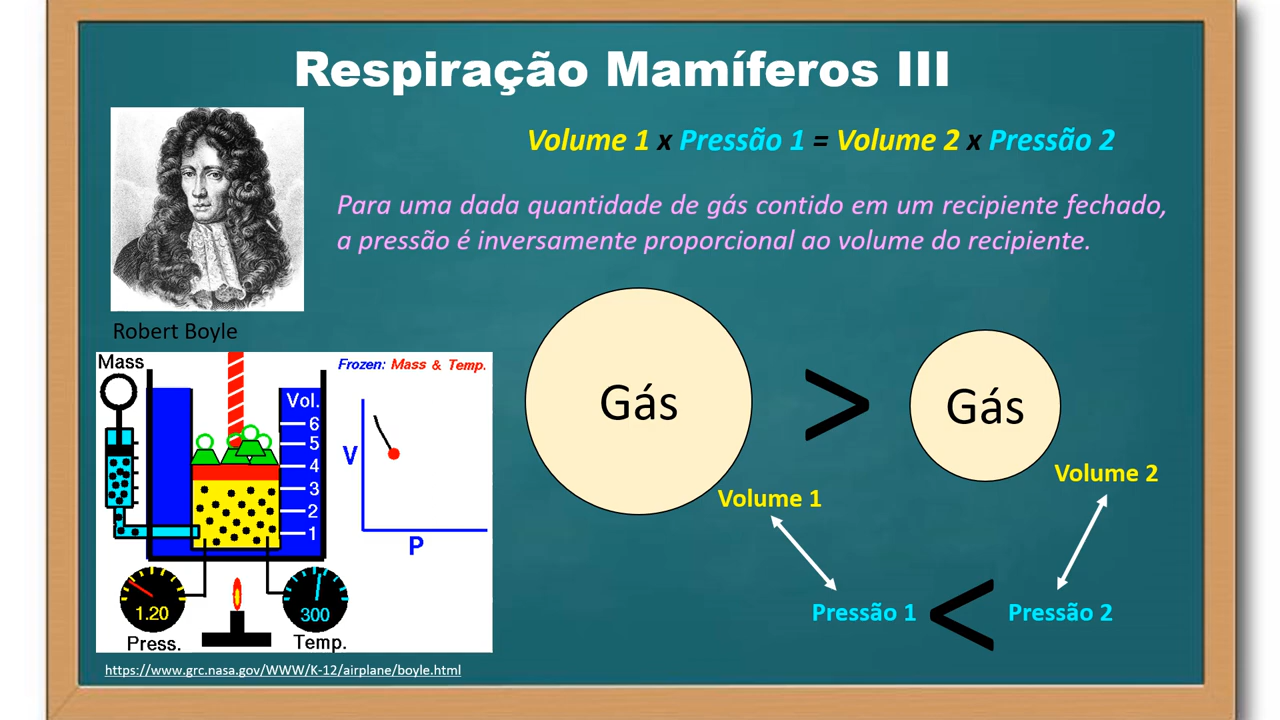 Respiração Mamíferos III
Volume 1 x Pressão 1 = Volume 2 x Pressão 2
Para uma dada quantidade de gás contido em um recipiente fechado,
a pressão é inversamente proporcional ao volume do recipiente.
Robert Boyle
Mass
Frozen: Mass & Temp.
Vol.
6
5
4
3
2
1
V
P
1.20
Press.
300
Temp.
https://www.grc.nasa.gov/WWW/K-12/airplane/boyle.html
Gás > Gás
Volume 1
Volume 2
Pressão 1 < Pressão 2